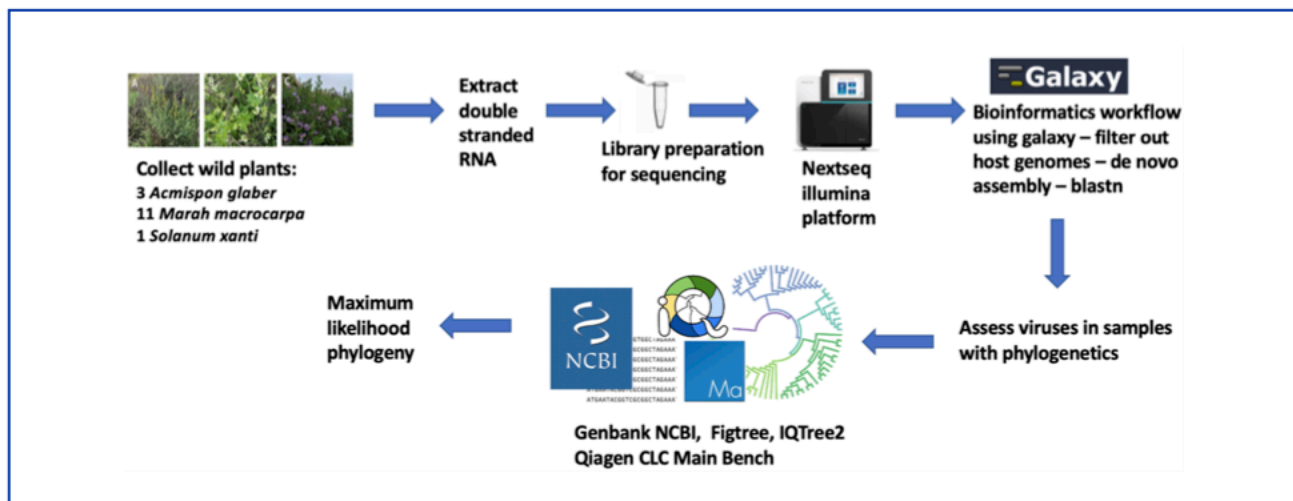 Collect wild plants:
3 Acmispon glaber
11 Marah macrocarpa
1 Solanum xanti
Extract
double
stranded
RNA
Library preparation
for sequencing
Nextseq
illumina
platform
Galaxy
Bioinformatics workflow
using galaxy – filter out
host genomes – de novo
assembly – blastn
Assess viruses in samples
with phylogenetics
NCBI
Ma
ATGAATACGGTCGCGGCTAGAAA
Genbank NCBI, Figtree, IQTree2
Qiagen CLC Main Bench
Maximum
likelihood
phylogeny